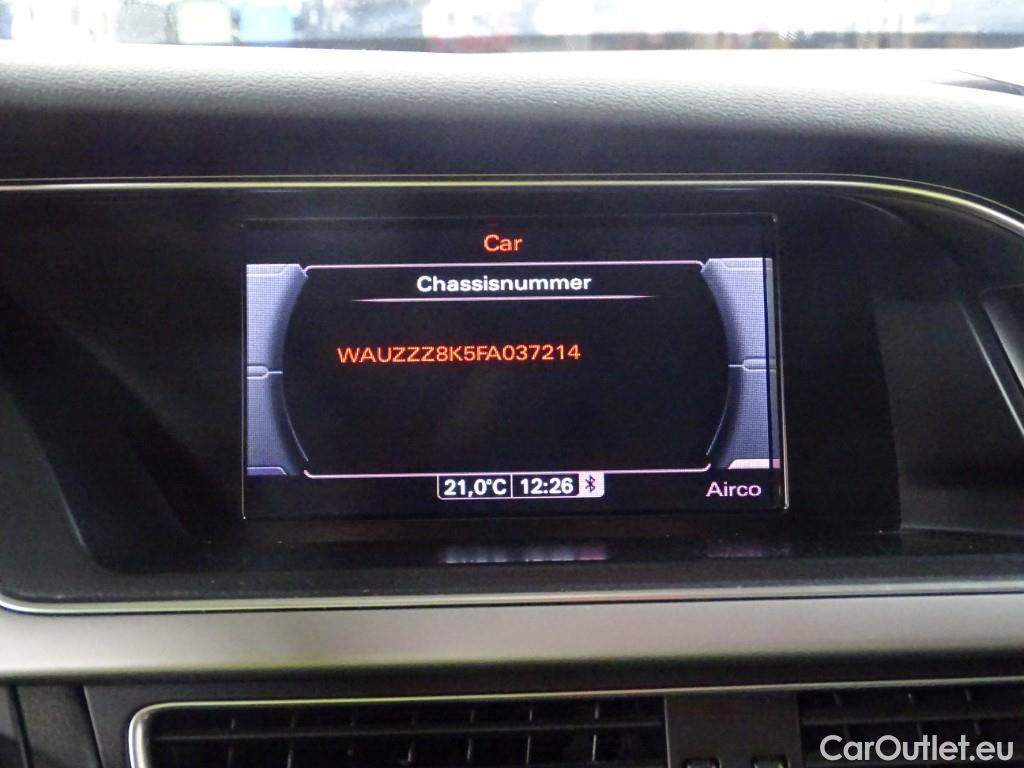 Car
Chassisnummer
WAUZZZ8K5FA037214
21,0°C 12:26
Airco
CarOutlet.eu